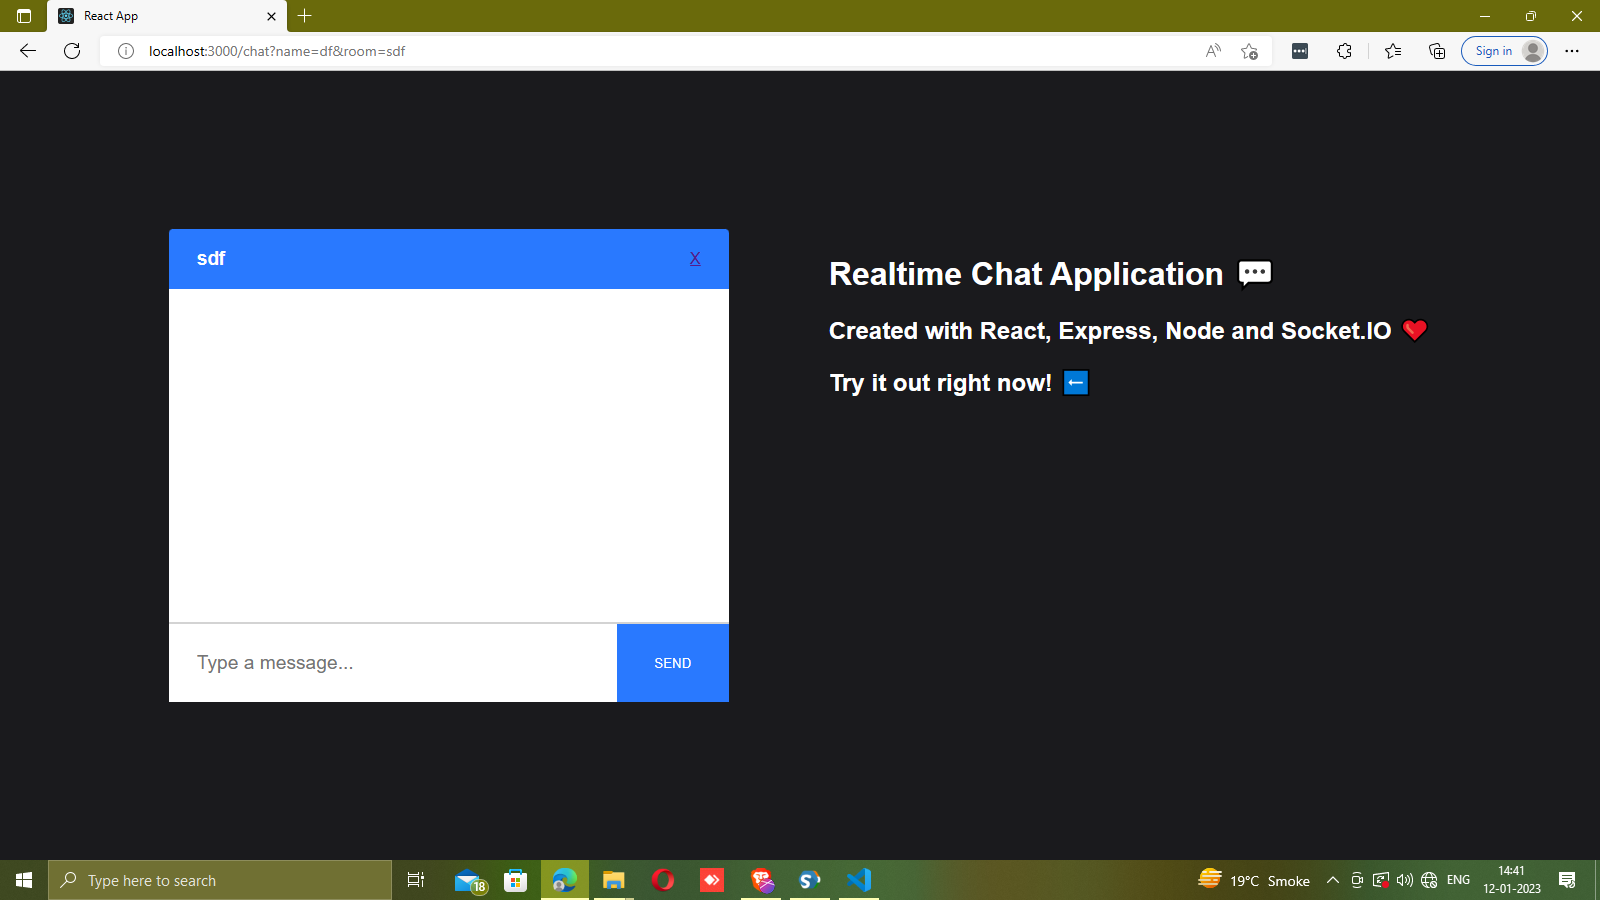 React App
localhost:3000/chat?name=df&room=sdf
Sign in
sdf
X
Realtime Chat Application
Created with React, Express, Node and Socket.IO
Try it out right now!
Type a message...
SEND
Type here to search
18
19°C Smoke
ENG
14:41
12-01-2023